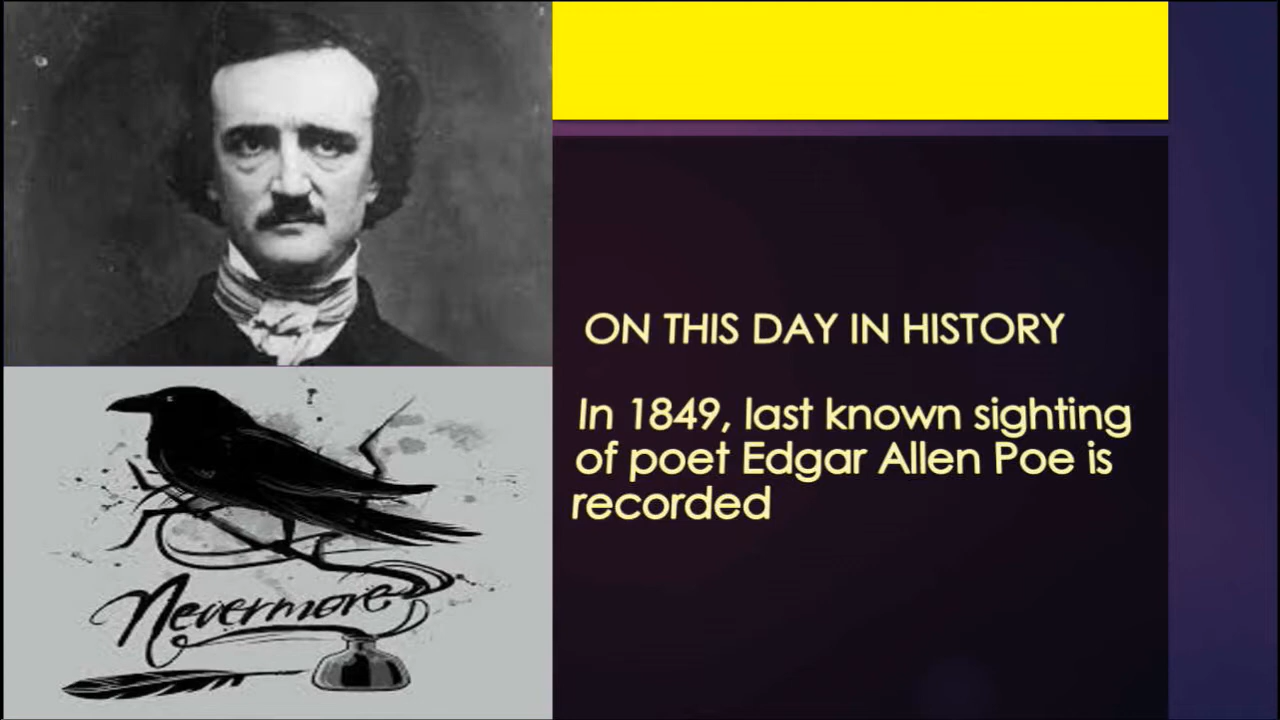 ON THIS DAY IN HISTORY
In 1849, last known sighting
of poet Edgar Allen Poe is
recorded
Nevermore